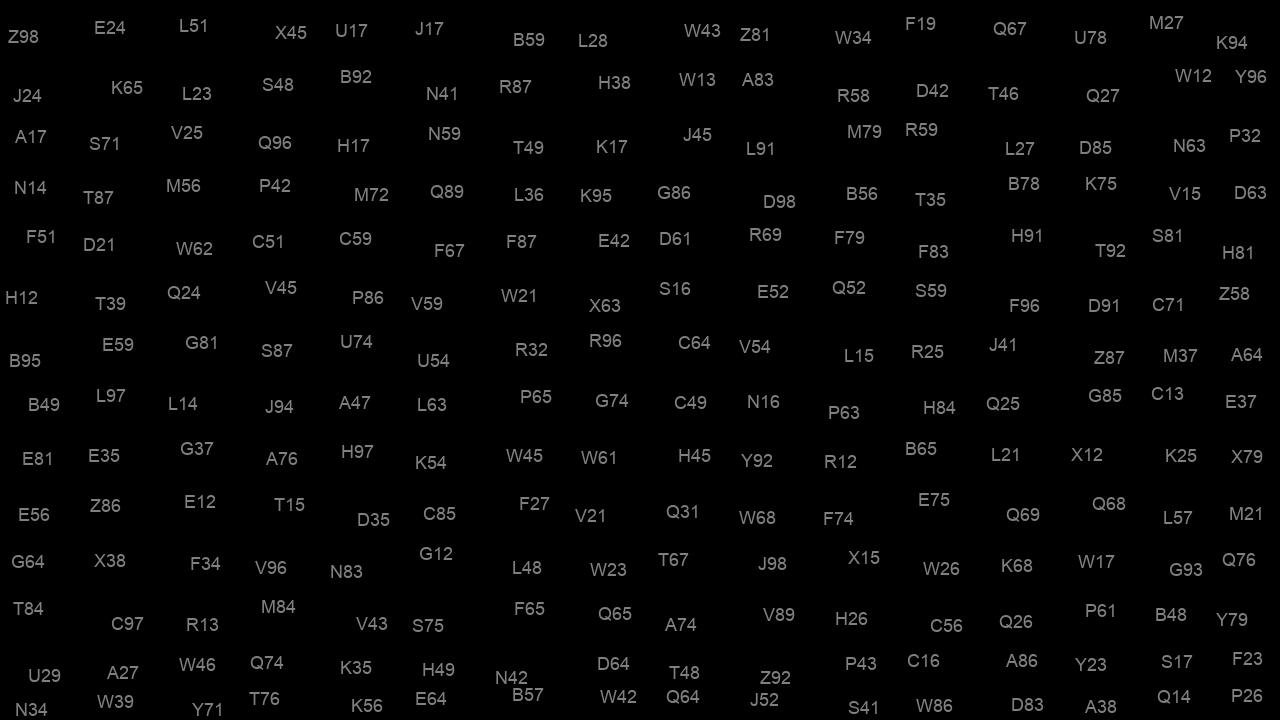 Z98 E24 L51 X45 U17 J17 B59 L28 W43 Z81 W34 F19 Q67 U78 M27 K94
J24 K65 L23 S48 B92 N41 R87 H38 W13 A83 R58 D42 T46 Q27 W12 Y96
A17 S71 V25 Q96 H17 N59 T49 K17 J45 L91 M79 R59 L27 D85 N63 P32
N14 T87 M56 P42 M72 Q89 L36 K95 G86 D98 B56 T35 B78 K75 V15 D63
F51 D21 W62 C51 C59 F67 F87 E42 D61 R69 F79 F83 H91 T92 S81 H81
H12 T39 Q24 V45 P86 V59 W21 X63 S16 E52 Q52 S59 F96 D91 C71 Z58
B95 E59 G81 S87 U74 U54 R32 R96 C64 V54 L15 R25 J41 Z87 M37 A64
B49 L97 L14 J94 A47 L63 P65 G74 C49 N16 P63 H84 Q25 G85 C13 E37
E81 E35 G37 A76 H97 K54 W45 W61 H45 Y92 R12 B65 L21 X12 K25 X79
E56 Z86 E12 T15 D35 C85 F27 V21 Q31 W68 F74 E75 Q69 Q68 L57 M21
G64 X38 F34 V96 N83 G12 L48 W23 T67 J98 X15 W26 K68 W17 G93 Q76
T84 C97 R13 M84 V43 S75 F65 Q65 A74 V89 H26 C56 Q26 P61 B48 Y79
U29 A27 W46 Q74 K35 H49 N42 D64 T48 Z92 P43 C16 A86 Y23 S17 F23
N34 W39 Y71 T76 K56 E64 B57 W42 Q64 J52 S41 W86 D83 A38 Q14 P26